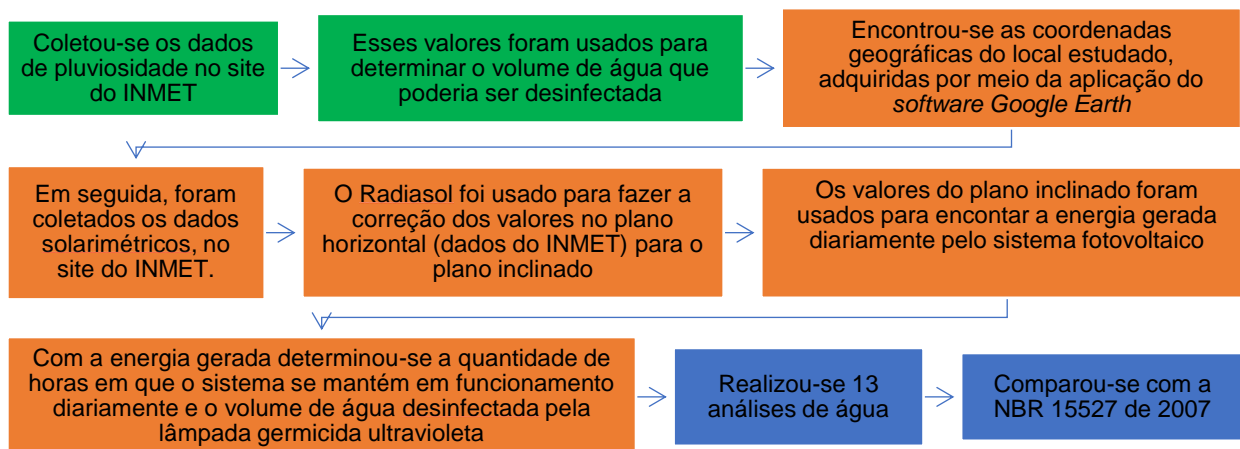 Coletou-se os dados
de pluviosidade no site
do INMET
Esses valores foram usados para
determinar o volume de água que
poderia ser desinfectada
Encontrou-se as coordenadas
geográficas do local estudado,
adquiridas por meio da aplicação do
software Google Earth
Em seguida, foram
coletados os dados
solarimétricos, no
site do INMET.
O Radiasol foi usado para fazer a
correção dos valores no plano
horizontal (dados do INMET) para o
plano inclinado
Os valores do plano inclinado foram
usados para encontar a energia gerada
diariamente pelo sistema fotovoltaico
Com a energia gerada determinou-se a quantidade de
horas em que o sistema se mantém em funcionamento
diariamente e o volume de água desinfectada pela
lâmpada germicida ultravioleta
Realizou-se 13
análises de água
Comparou-se com a
NBR 15527 de 2007